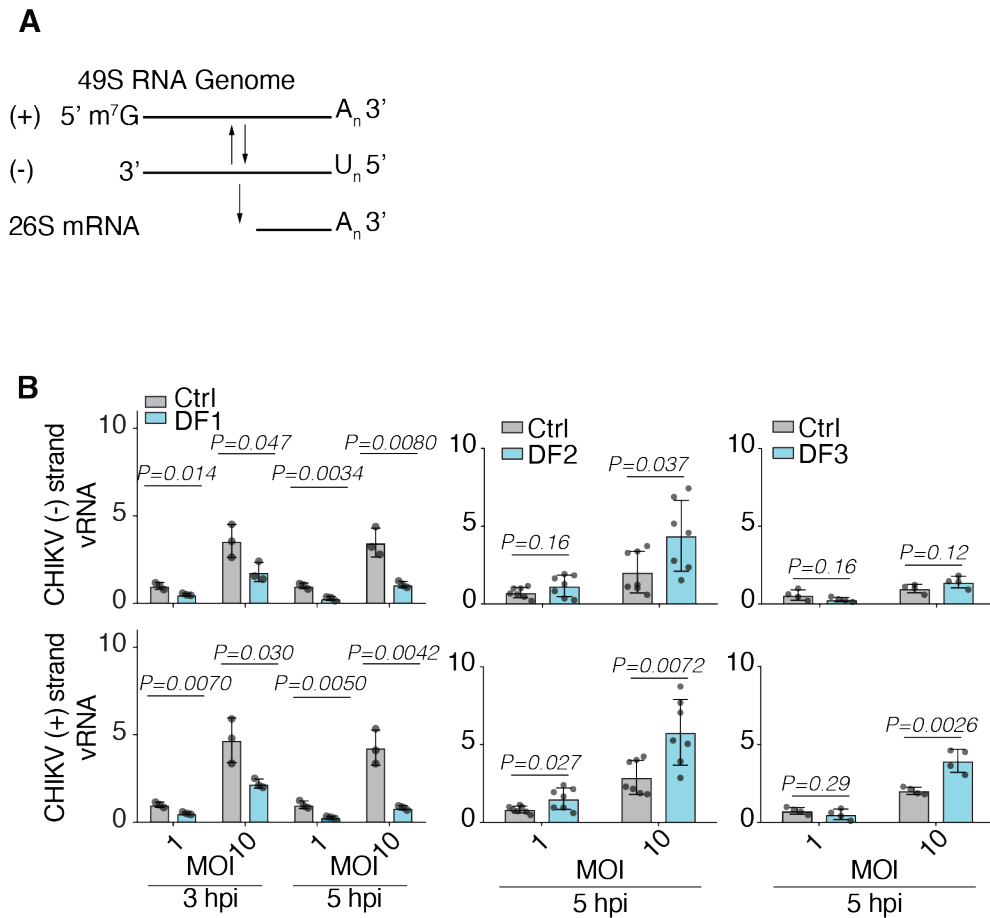 A
49S RNA Genome
(+) 5’ m7G An 3’
(-) 3’ Un 5’
26S mRNA An 3’
B
Ctrl
DF1
CHIKV (-) strand
vRNA
10
5
0
P=0.014
P=0.047
P=0.0034
P=0.0080
Ctrl
DF2
10
5
0
P=0.16
P=0.037
Ctrl
DF3
10
5
0
P=0.16
P=0.12
CHIKV (+) strand
vRNA
10
5
0
P=0.0070
P=0.030
P=0.0050
P=0.0042
1 10 1 10
MOI MOI
3 hpi 5 hpi
10
5
0
P=0.027
P=0.0072
1 10
MOI
5 hpi
10
5
0
P=0.29
P=0.0026
1 10
MOI
5 hpi